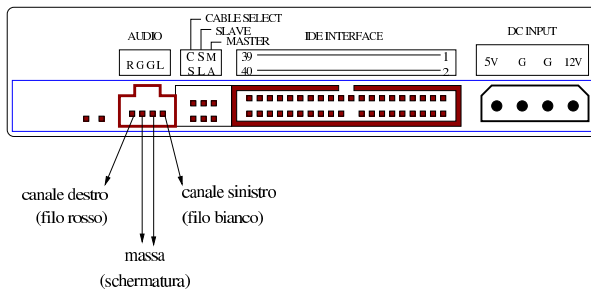 CABLE SELECT
SLAVE
MASTER
AUDIO
IDE INTERFACE
DC INPUT
R G G L
C S M
S L A
39
1
40
2
5V G G 12V
canale destro
(filo rosso)
canale sinistro
(filo bianco)
massa
(schermatura)